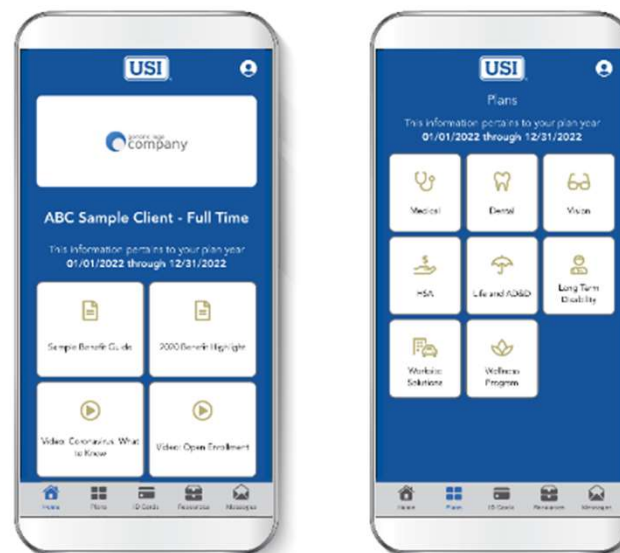 USI
company
ABC Sample Client - Full Time
This information pertains to your plan year
01/01/2022 through 12/31/2022
Sample Benefit Guide
2020 Benefit Highlight
Video: Coronavirus: What
to Know
Video: Open Enrollment
Home
Plans
ID Cards
Resources
Messages
USI
Plans
This information pertains to your plan year
01/01/2022 through 12/31/2022
Medical
Dental
Vision
HSA
Life and AD&D
Long Term
Disability
Worksite
Solutions
Wellness
Program
Home
Plans
ID Cards
Resources
Messages